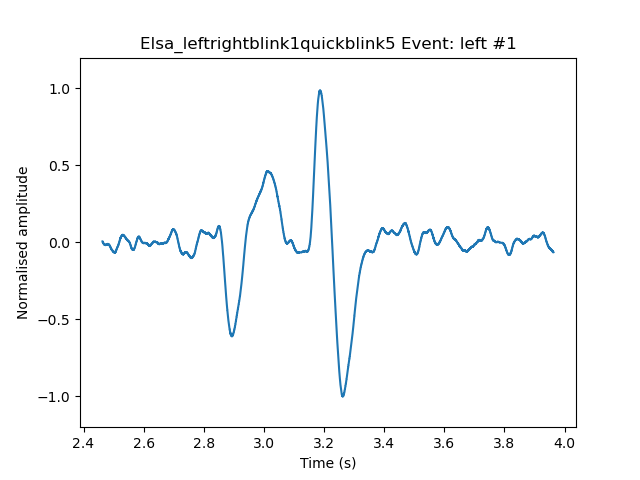 Elsa_leftrightblink1quickblink5 Event: left #1
Normalised amplitude
1.0
0.5
0.0
−0.5
−1.0
2.4 2.6 2.8 3.0 3.2 3.4 3.6 3.8 4.0
Time (s)